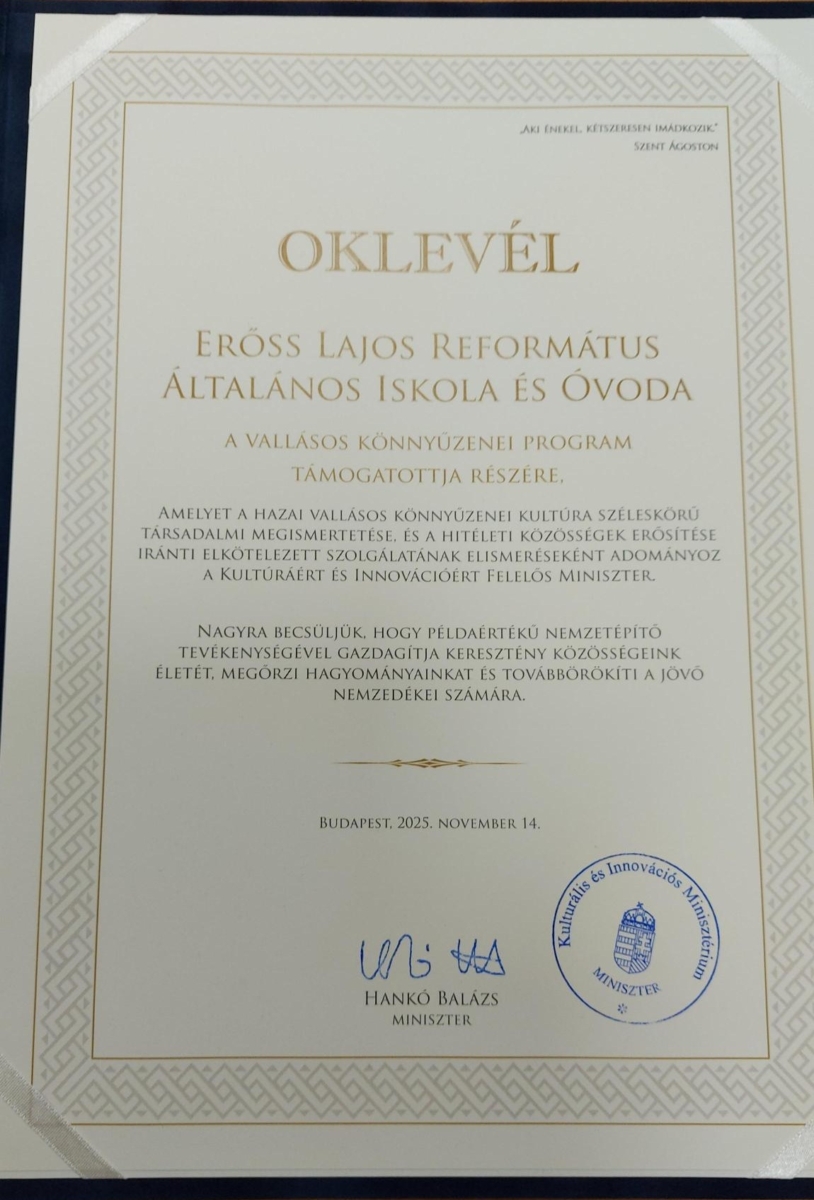 „Aki énekel, kétszeresen imádkozik."
Szent Ágoston
OKLEVÉL
Erőss Lajos Református
Általános Iskola és Óvoda
a vallásos könnyűzenei program
támogatottja részére,
Amelyet a hazai vallásos könnyűzenei kultúra széleskörű
társadalmi megismertetése, és a hitéleti közösségek erősítése
iránti elkötelezett szolgálatának elismeréseként adományoz
a Kultúráért és Innovációért Felelős Miniszter.
Nagyra becsüljük, hogy példaértékű nemzetépítő
tevékenységével gazdagítja keresztény közösségeink
életét, megőrzi hagyományainkat és továbbörökíti a jövő
nemzedékei számára.
Budapest, 2025. november 14.
Hankó Balázs
miniszter
Kulturális és Innovációs Minisztérium
MINISZTER